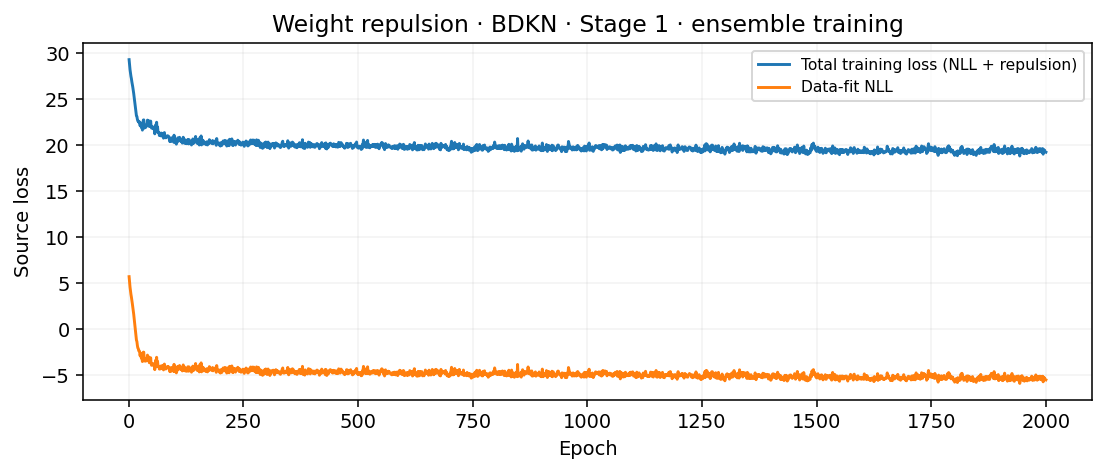 Weight repulsion · BDKN · Stage 1 · ensemble training
Total training loss (NLL + repulsion)
Data-fit NLL
Source loss
30
25
20
15
10
5
0
−5
0 250 500 750 1000 1250 1500 1750 2000
Epoch